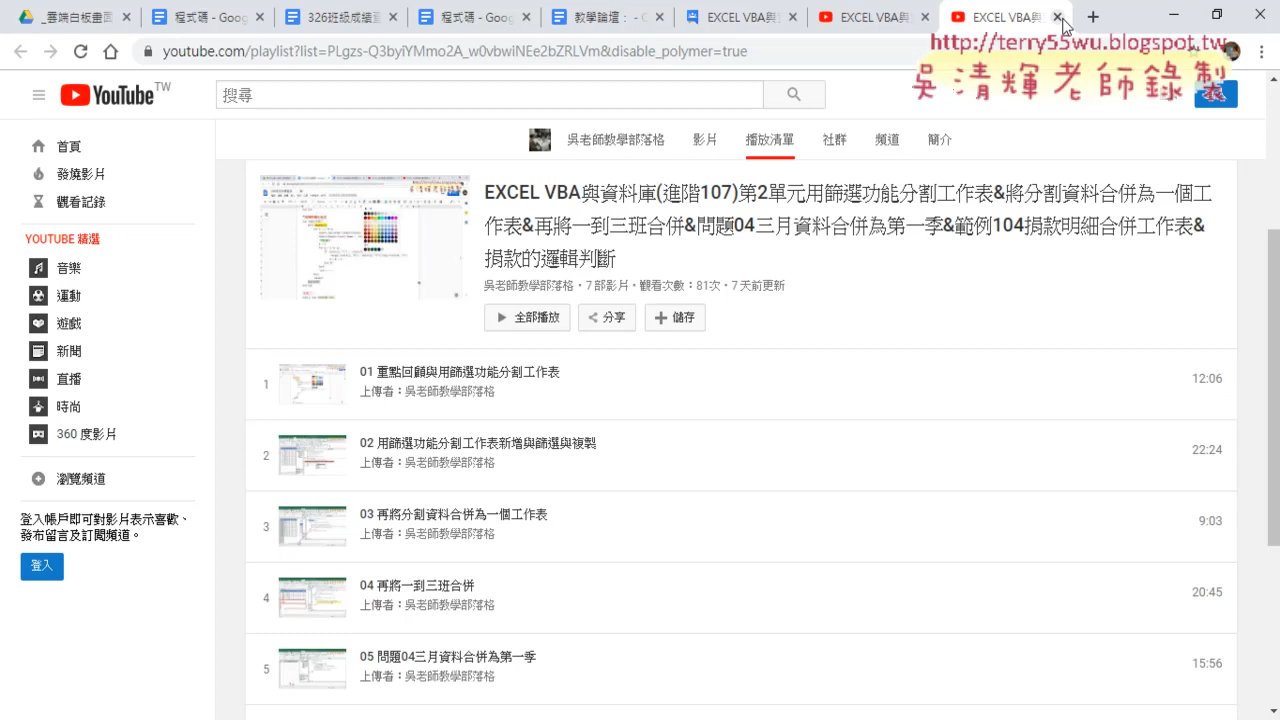 _雲端白板畫面
程式碼 - Goo
326班級成績單
課程 - Goog
教學論壇： - G
EXCEL VBA與
EXCEL VBA與
EXCEL VBA與
youtube.com/playlist?list=PLgzs-Q3byiYMmo2A_w0vbwiNEe2bZRLVm&disable_polymer=true
http://terry55wu.blogspot.tw
吳清輝老師錄製
YouTube TW
搜尋
吳老師教學部落格 影片 播放清單 社群 頻道 簡介
首頁
發燒影片
觀看記錄
YOUTUBE 精選
音樂
運動
遊戲
新聞
直播
時尚
360 度影片
瀏覽頻道
登入帳戶即可對影片表示喜歡、
發布留言及訂閱頻道。
登入
EXCEL VBA與資料庫(進階107)第2單元用篩選功能分割工作表&將分割資料合併為一個工
作表&再將一到三班合併&問題04三月資料合併為第一季&範例104捐款明細合併工作表&
捐款的邏輯判斷
吳老師教學部落格 • 7 部影片 • 觀看次數：81次 • 7 天前更新
全部播放 分享 儲存
1 01 重點回顧與用篩選功能分割工作表 12:06
上傳者：吳老師教學部落格
2 02 用篩選功能分割工作表新增與篩選與複製 22:24
上傳者：吳老師教學部落格
3 03 再將分割資料合併為一個工作表 9:03
上傳者：吳老師教學部落格
4 04 再將一到三班合併 20:45
上傳者：吳老師教學部落格
5 05 問題04三月資料合併為第一季 15:56
上傳者：吳老師教學部落格